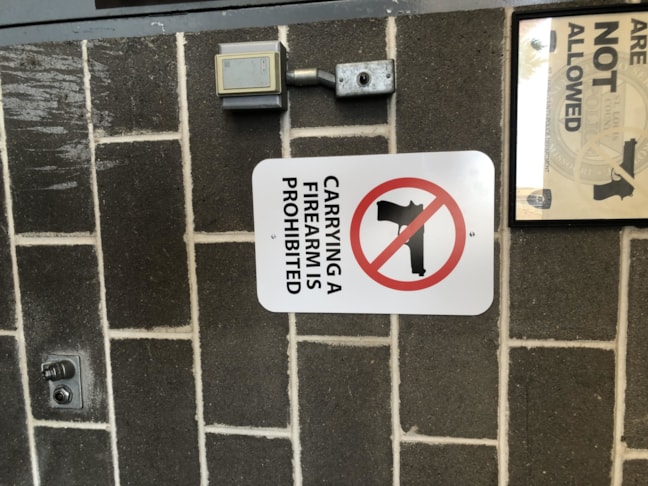 CARRYING A
FIREARM IS
PROHIBITED
ARE
NOT
ALLOWED